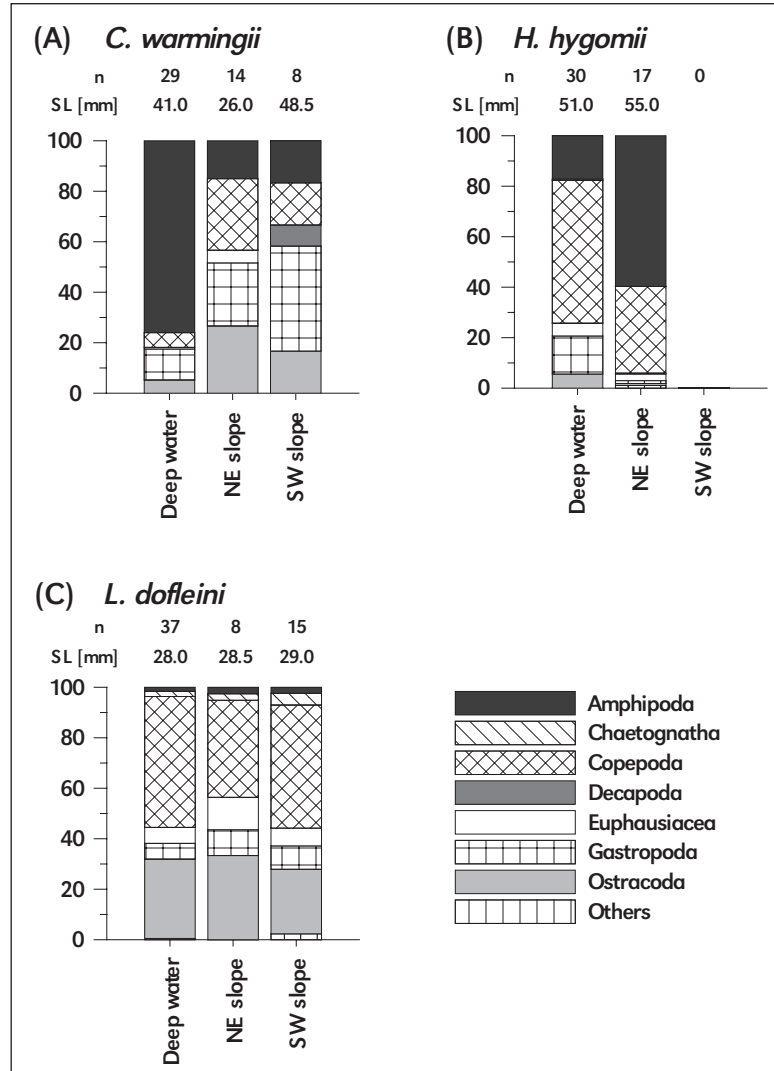 (A) C. warmingii
n 29 14 8
SL [mm] 41.0 26.0 48.5
100
80
60
40
20
0
Deep water
NE slope
SW slope
(B) H. hygomii
n 30 17 0
SL [mm] 51.0 55.0
100
80
60
40
20
0
Deep water
NE slope
SW slope
(C) L. dofleini
n 37 8 15
SL [mm] 28.0 28.5 29.0
100
80
60
40
20
0
Deep water
NE slope
SW slope
Amphipoda
Chaetognatha
Copepoda
Decapoda
Euphausiacea
Gastropoda
Ostracoda
Others